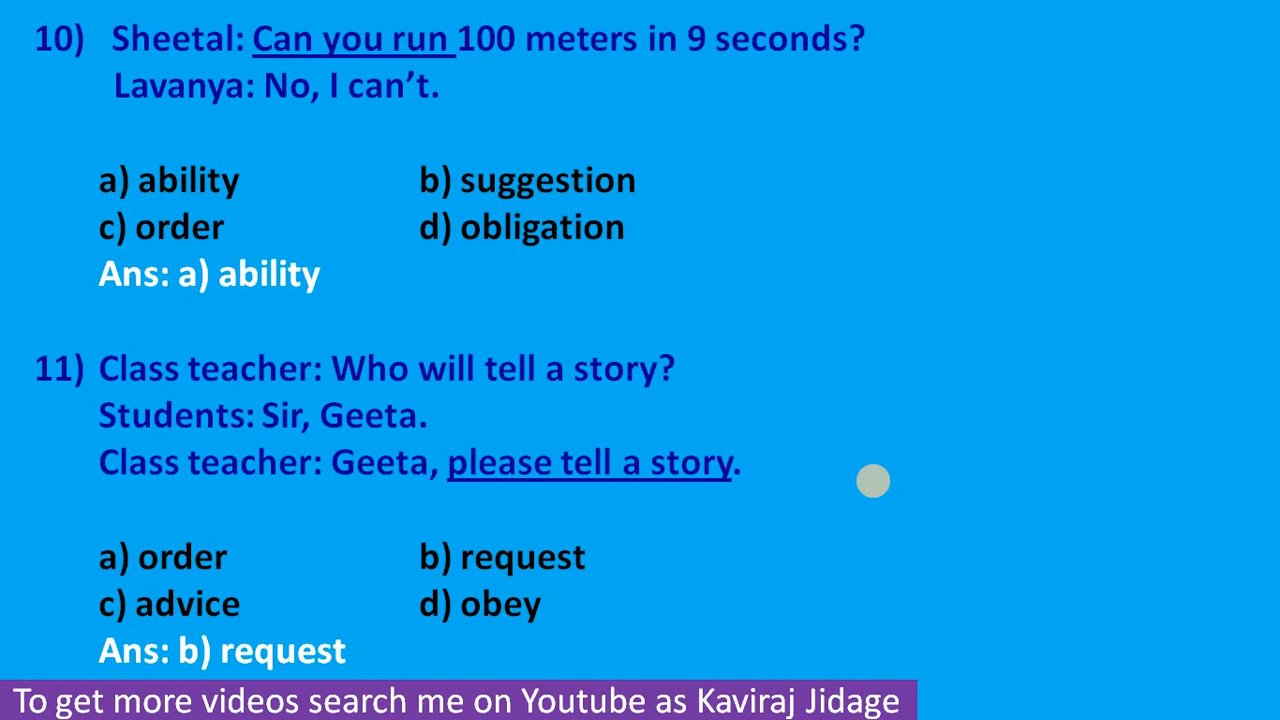 10) Sheetal: Can you run 100 meters in 9 seconds?
Lavanya: No, I can’t.
a) ability b) suggestion
c) order d) obligation
Ans: a) ability
11) Class teacher: Who will tell a story?
Students: Sir, Geeta.
Class teacher: Geeta, please tell a story.
a) order b) request
c) advice d) obey
Ans: b) request
To get more videos search me on Youtube as Kaviraj Jidage